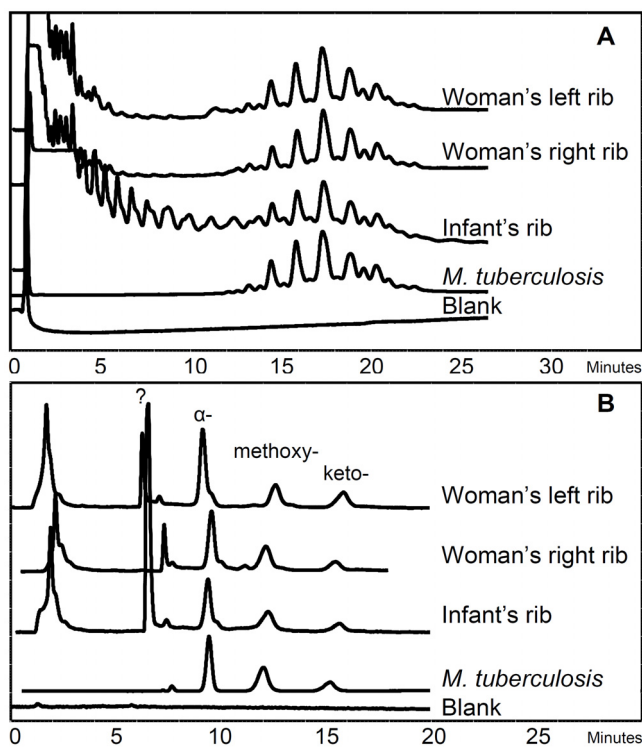 A
Woman's left rib
Woman's right rib
Infant's rib
M. tuberculosis
Blank
0 5 10 15 20 25 30 Minutes
B
?
α-
methoxy-
keto-
Woman's left rib
Woman's right rib
Infant's rib
M. tuberculosis
Blank
0 5 10 15 20 25 Minutes